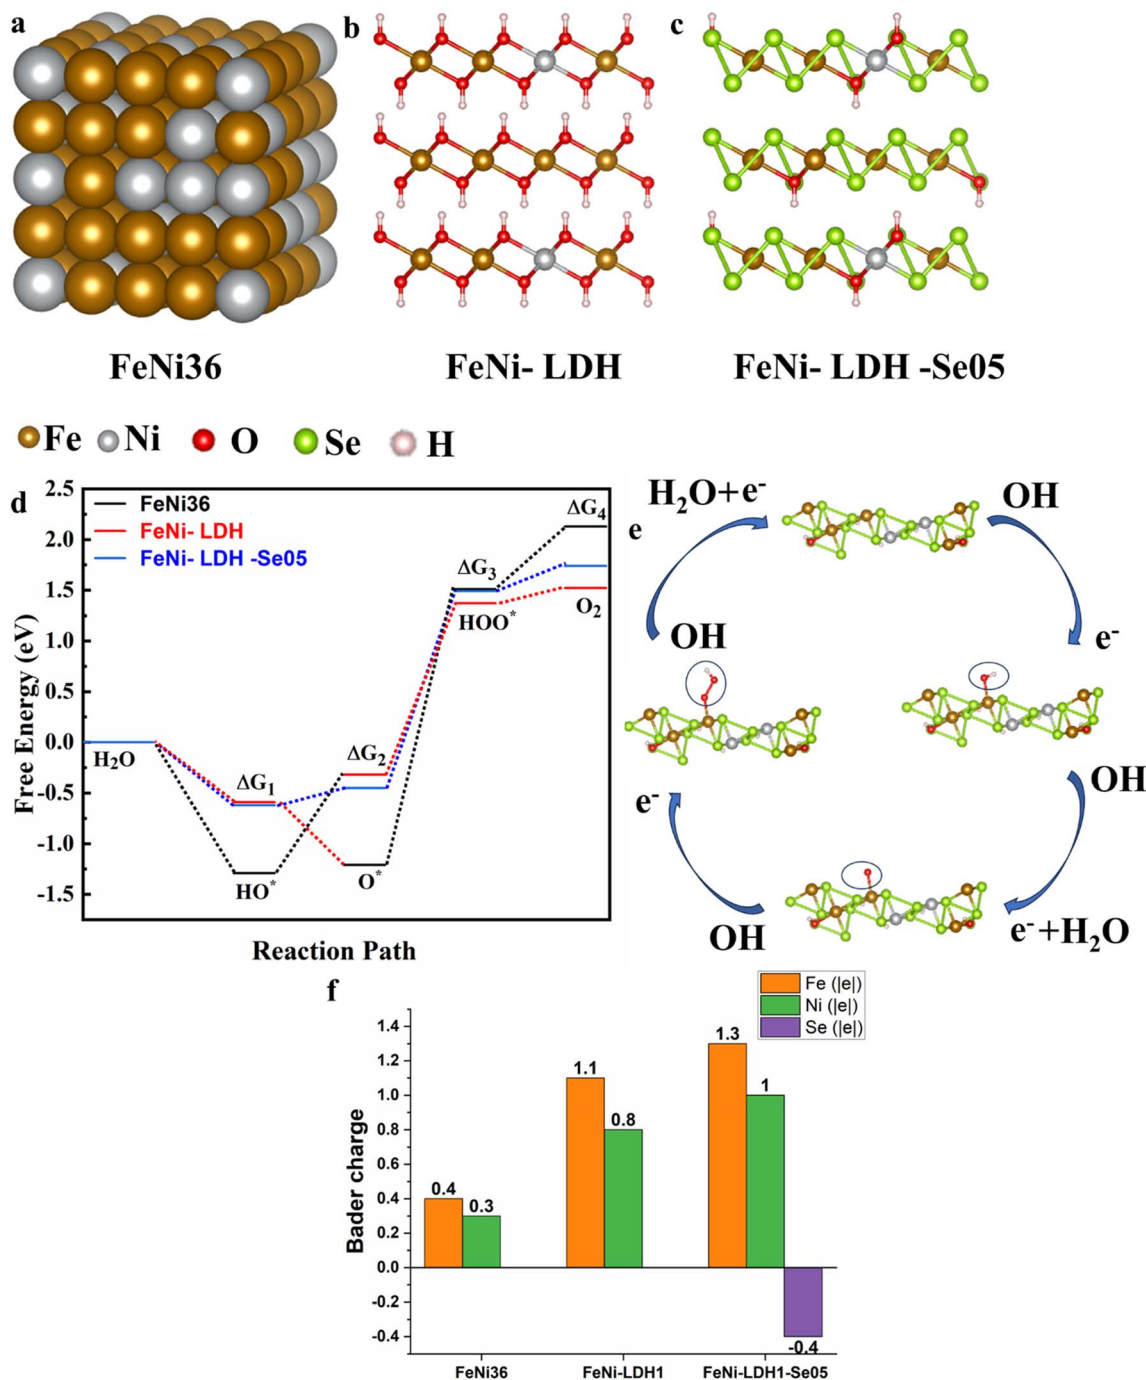 a
b
c
FeNi36
FeNi- LDH
FeNi- LDH -Se05
Fe
Ni
O
Se
H
d
2.5
2.0
1.5
1.0
0.5
0.0
-0.5
-1.0
-1.5
Free Energy (eV)
FeNi36
FeNi- LDH
FeNi- LDH -Se05
H₂O
ΔG₁
HO*
ΔG₂
O*
ΔG₃
HOO*
ΔG₄
O₂
Reaction Path
e
H₂O+e⁻
OH
e⁻
OH
e⁻+H₂O
OH
e⁻
OH
f
Fe (|e|)
Ni (|e|)
Se (|e|)
Bader charge
1.4
1.2
1.0
0.8
0.6
0.4
0.2
0.0
-0.2
-0.4
0.4
0.3
1.1
0.8
1.3
1
-0.4
FeNi36
FeNi-LDH1
FeNi-LDH1-Se05